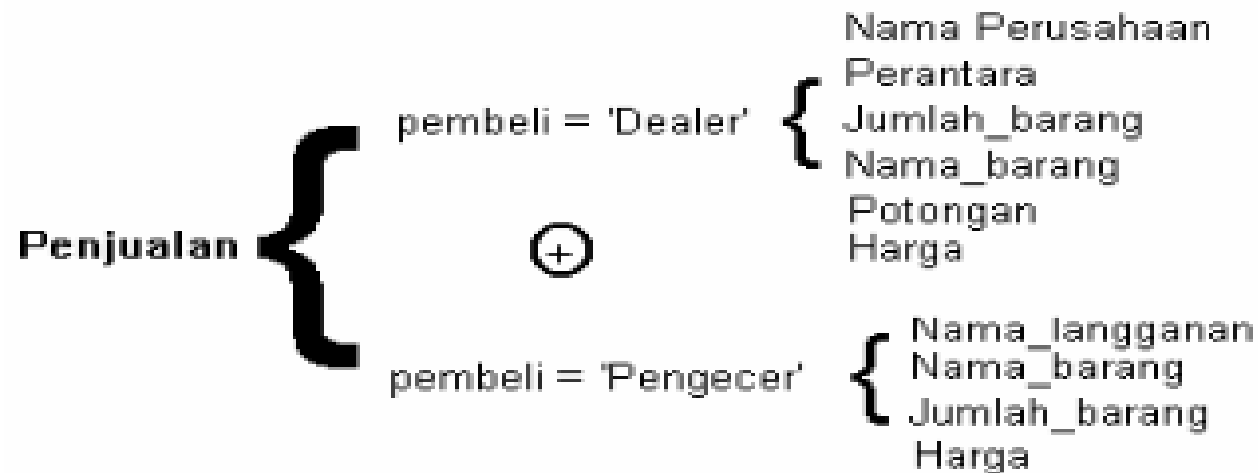 Nama Perusahaan
Perantara
pembeli = 'Dealer'
Jumlah_barang
Nama_barang
Potongan
Penjualan
+
Harga
Nama_langganan
Nama_barang
pembeli = 'Pengecer'
Jumlah_barang
Harga